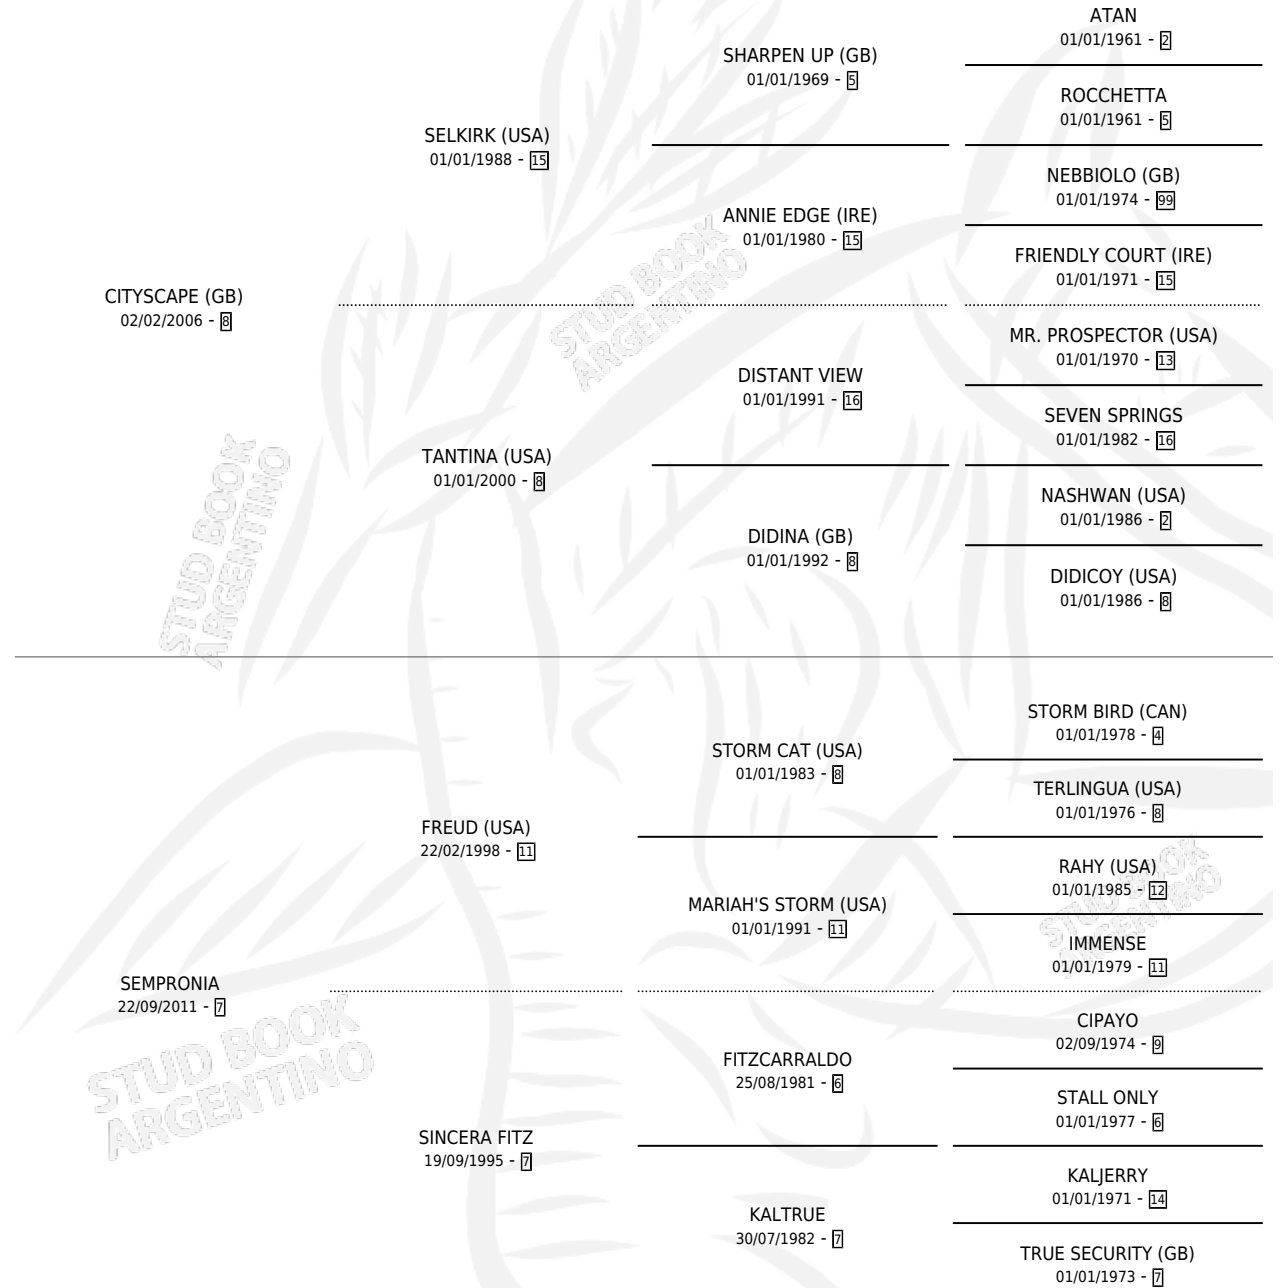 ATAN
01/01/1961 - 2
SHARPEN UP (GB)
01/01/1969 - 5
ROCCHETTA
01/01/1961 - 5
SELKIRK (USA)
01/01/1988 - 15
NEBBIOLO (GB)
01/01/1974 - 99
ANNIE EDGE (IRE)
01/01/1980 - 15
FRIENDLY COURT (IRE)
01/01/1971 - 15
CITYSCAPE (GB)
02/02/2006 - 8
STUD BOOK
ARGENTINO
MR. PROSPECTOR (USA)
01/01/1970 - 13
DISTANT VIEW
01/01/1991 - 16
SEVEN SPRINGS
01/01/1982 - 16
TANTINA (USA)
01/01/2000 - 8
NASHWAN (USA)
01/01/1986 - 2
DIDINA (GB)
01/01/1992 - 8
DIDICOY (USA)
01/01/1986 - 8
STUD BOOK
ARGENTINO
STORM BIRD (CAN)
01/01/1978 - 4
STORM CAT (USA)
01/01/1983 - 8
TERLINGUA (USA)
01/01/1976 - 8
FREUD (USA)
22/02/1998 - 11
RAHY (USA)
01/01/1985 - 12
MARIAH'S STORM (USA)
01/01/1991 - 11
IMMENSE
01/01/1979 - 11
STUD BOOK
ARGENTINO
SEMPRONIA
22/09/2011 - 7
CIPAYO
02/09/1974 - 9
FITZCARRALDO
25/08/1981 - 6
STALL ONLY
01/01/1977 - 6
STUD BOOK
ARGENTINO
SINCERA FITZ
19/09/1995 - 7
KALJERRY
01/01/1971 - 14
KALTRUE
30/07/1982 - 7
TRUE SECURITY (GB)
01/01/1973 - 7